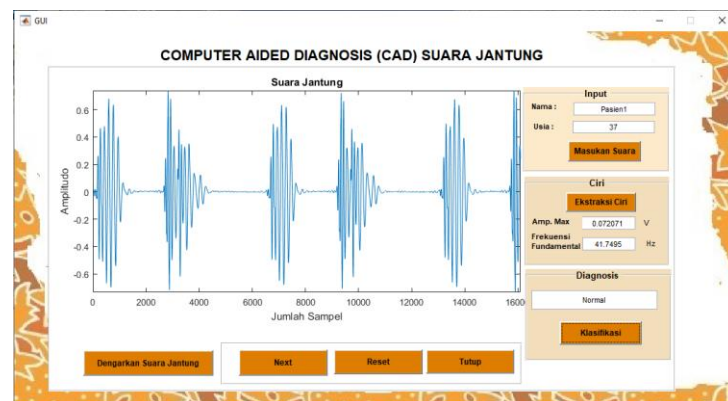 GUI
COMPUTER AIDED DIAGNOSIS (CAD) SUARA JANTUNG
Suara Jantung
0.6
0.4
0.2
0
-0.2
-0.4
-0.6
Amplitudo
0 2000 4000 6000 8000 10000 12000 14000 16000
Jumlah Sampel
Input
Nama : Pasien1
Usia : 37
Masukan Suara
Ciri
Ekstraksi Ciri
Amp. Max 0.072071 V
Frekuensi
Fundamental 41.7495 Hz
Diagnosis
Normal
Klasifikasi
Dengarkan Suara Jantung
Next
Reset
Tutup